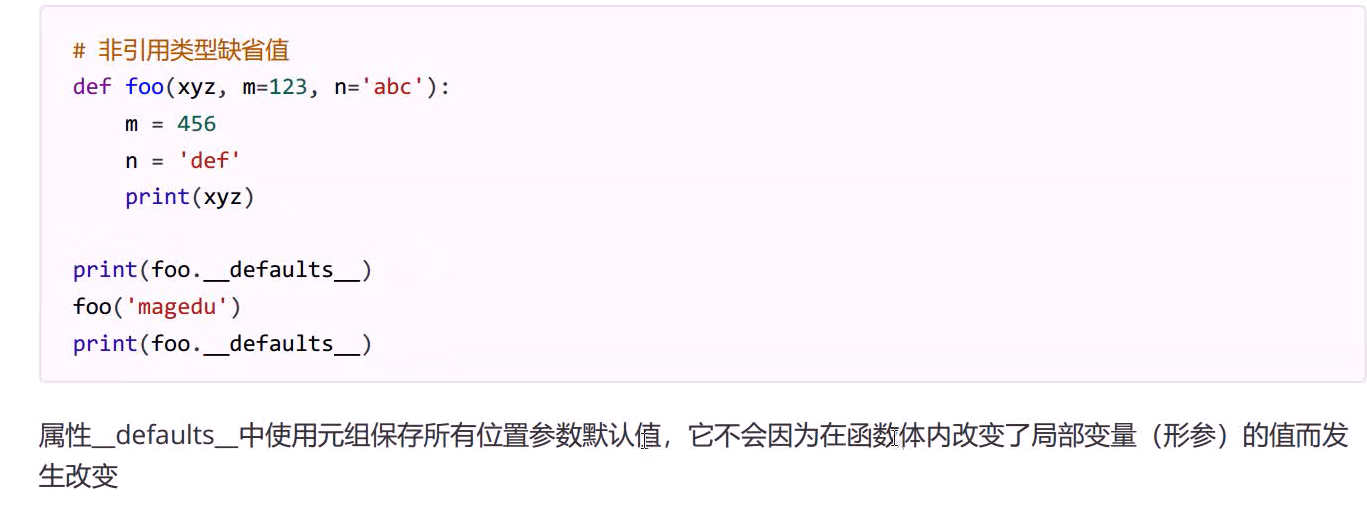 # 非引用类型缺省值
def foo(xyz, m=123, n='abc'):
    m = 456
    n = 'def'
    print(xyz)

print(foo.__defaults__)
foo('magedu')
print(foo.__defaults__)
属性__defaults__中使用元组保存所有位置参数默认值，它不会因为在函数体内改变了局部变量（形参）的值而发
生改变